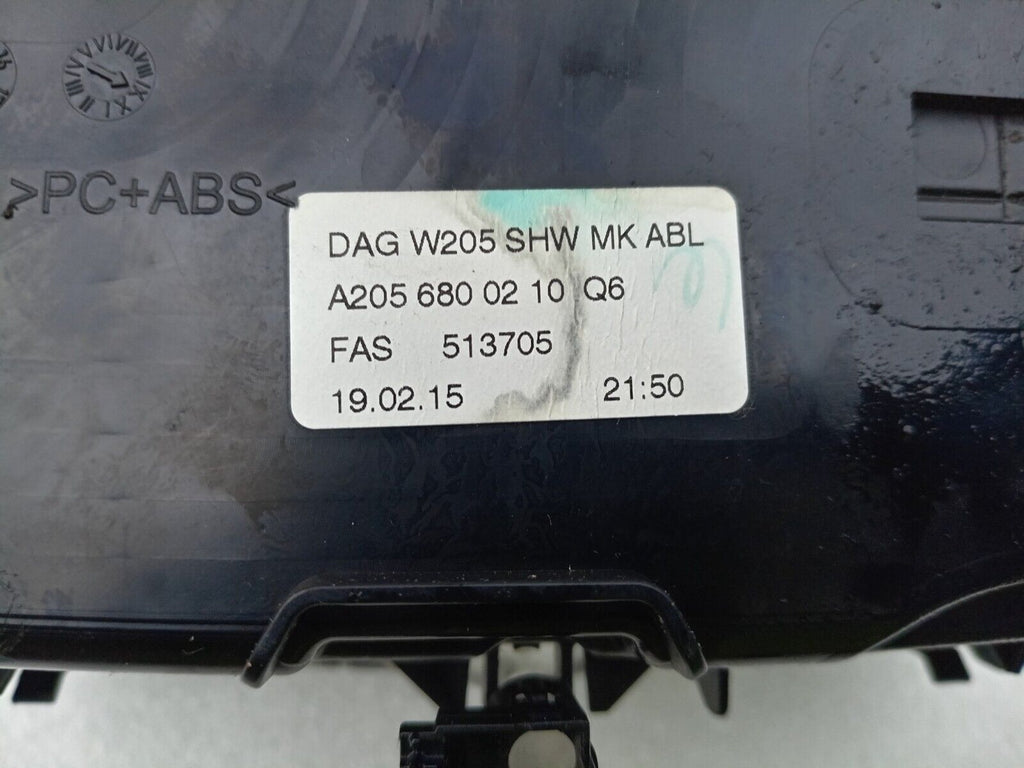 >PC+ABS<
DAG W205 SHW MK ABL
A205 680 02 10 Q6
FAS 513705
19.02.15 21:50